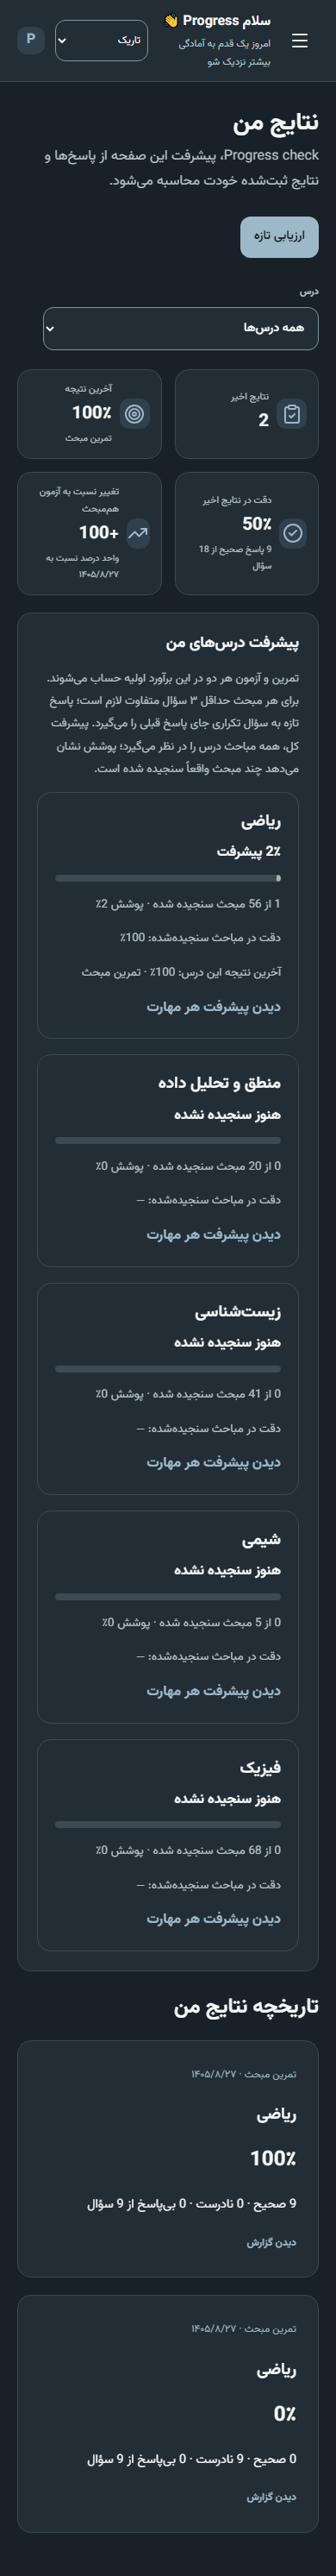 سلام Progress 👋
امروز یک قدم به آمادگی
بیشتر نزدیک شو
تاریک
P
نتایج من
Progress check، پیشرفت این صفحه از پاسخ‌ها و
نتایج ثبت‌شده خودت محاسبه می‌شود.
ارزیابی تازه
درس
همه درس‌ها
نتایج اخیر
2
آخرین نتیجه
100٪
تمرین مبحث
دقت در نتایج اخیر
50٪
9 پاسخ صحیح از 18
سؤال
تغییر نسبت به آزمون
هم‌مبحث
+100
واحد درصد نسبت به
۱۴۰۵/۸/۲۷
پیشرفت درس‌های من
تمرین و آزمون هر دو در این برآورد اولیه حساب می‌شوند.
برای هر مبحث حداقل ۳ سؤال متفاوت لازم است؛ پاسخ
تازه به سؤال تکراری جای پاسخ قبلی را می‌گیرد. پیشرفت
کل، همه مباحث درس را در نظر می‌گیرد؛ پوشش نشان
می‌دهد چند مبحث واقعاً سنجیده شده است.
ریاضی
2٪ پیشرفت
1 از 56 مبحث سنجیده شده · پوشش 2٪
دقت در مباحث سنجیده‌شده: 100٪
آخرین نتیجه این درس: 100٪ · تمرین مبحث
دیدن پیشرفت هر مهارت
منطق و تحلیل داده
هنوز سنجیده نشده
0 از 20 مبحث سنجیده شده · پوشش 0٪
دقت در مباحث سنجیده‌شده: —
دیدن پیشرفت هر مهارت
زیست‌شناسی
هنوز سنجیده نشده
0 از 41 مبحث سنجیده شده · پوشش 0٪
دقت در مباحث سنجیده‌شده: —
دیدن پیشرفت هر مهارت
شیمی
هنوز سنجیده نشده
0 از 5 مبحث سنجیده شده · پوشش 0٪
دقت در مباحث سنجیده‌شده: —
دیدن پیشرفت هر مهارت
فیزیک
هنوز سنجیده نشده
0 از 68 مبحث سنجیده شده · پوشش 0٪
دقت در مباحث سنجیده‌شده: —
دیدن پیشرفت هر مهارت
تاریخچه نتایج من
تمرین مبحث · ۱۴۰۵/۸/۲۷
ریاضی
100٪
9 صحیح · 0 نادرست · 0 بی‌پاسخ از 9 سؤال
دیدن گزارش
تمرین مبحث · ۱۴۰۵/۸/۲۷
ریاضی
0٪
0 صحیح · 9 نادرست · 0 بی‌پاسخ از 9 سؤال
دیدن گزارش